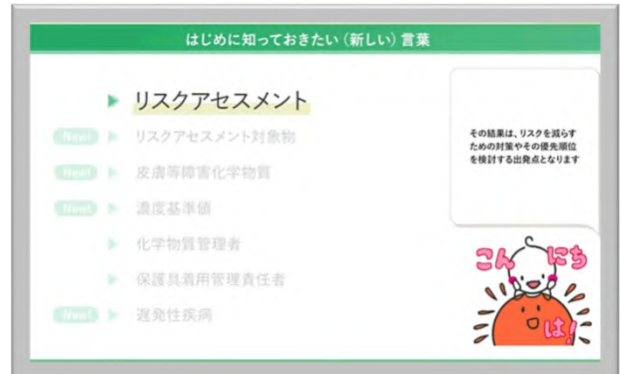 はじめに知っておきたい（新しい）言葉
▶ リスクアセスメント
New! ▶ リスクアセスメント対象物
New! ▶ 皮膚等障害化学物質
New! ▶ 濃度基準値
▶ 化学物質管理者
▶ 保護具着用管理責任者
New! ▶ 遅発性疾病
その結果は、リスクを減らす
ための対策やその優先順位
を検討する出発点となります
こんにち
は！